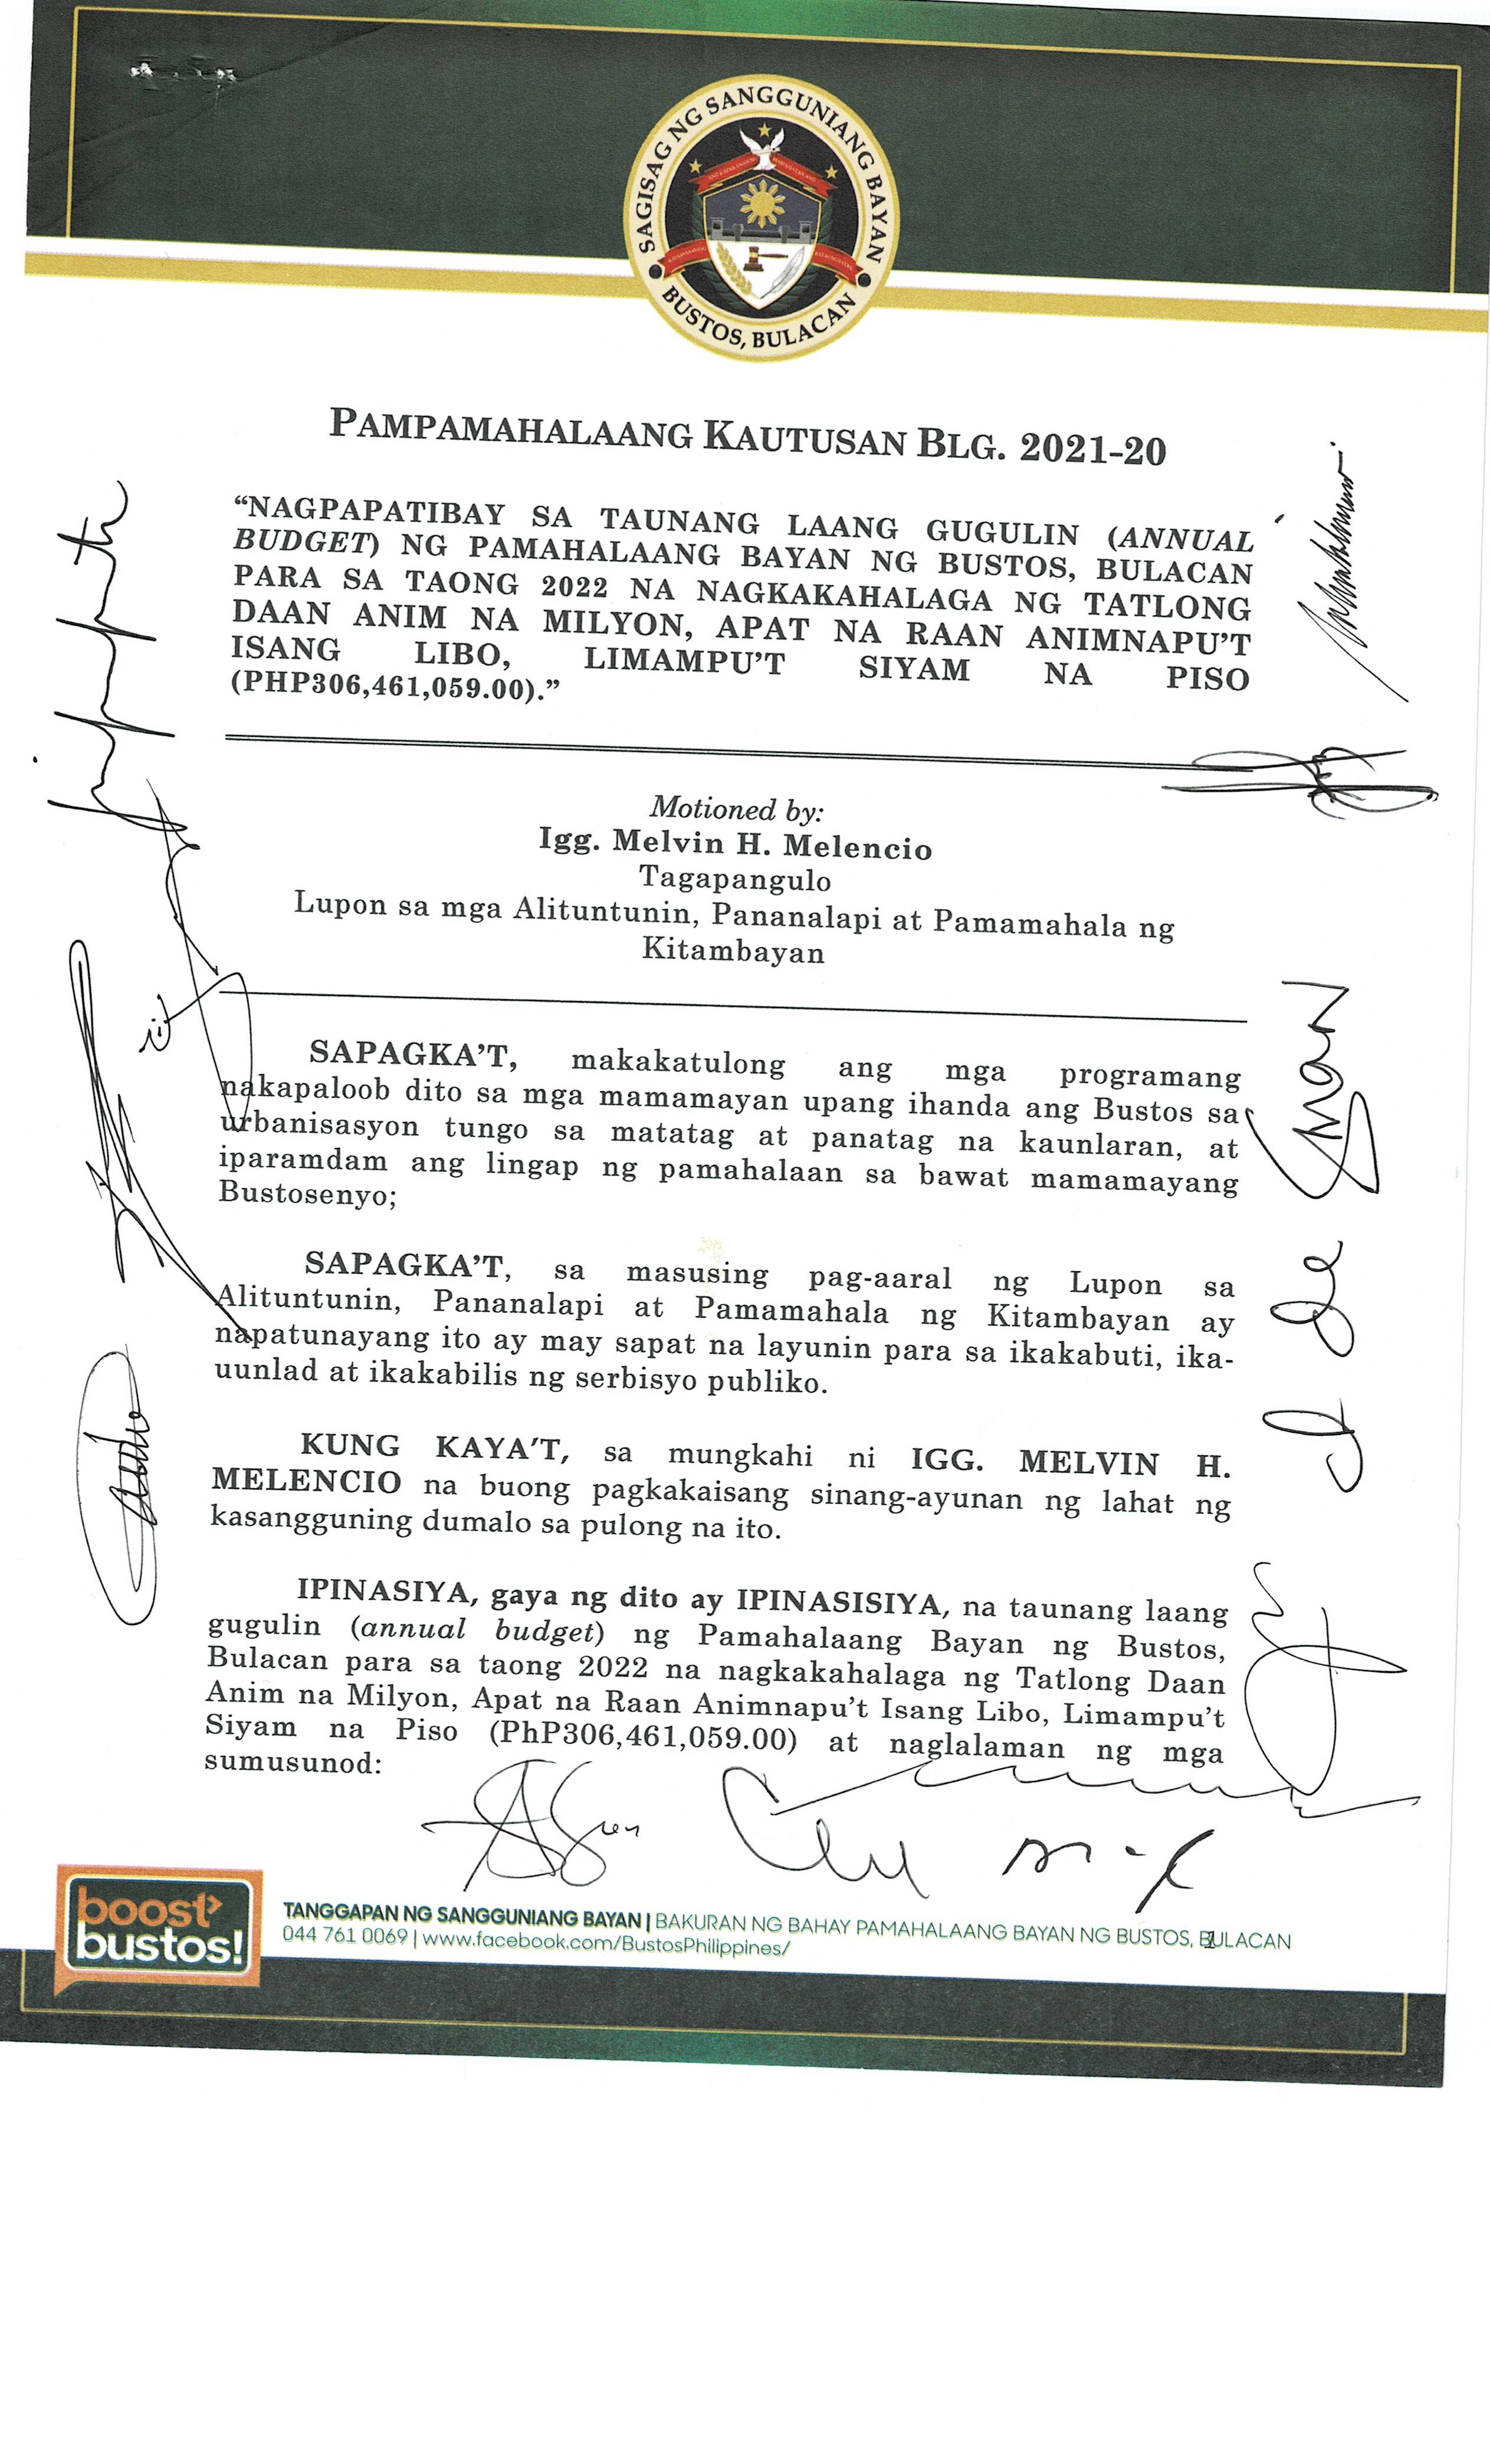 SAGISAG NG SANGGUNIANG BAYAN
BUSTOS, BULACAN
PAMPAMAHALAANG KAUTUSAN BLG. 2021-20
“NAGPAPATIBAY SA TAUNANG LAANG GUGULIN (ANNUAL
BUDGET) NG PAMAHALAANG BAYAN NG BUSTOS, BULACAN
PARA SA TAONG 2022 NA NAGKAKAHALAGA NG TATLONG
DAAN ANIM NA MILYON, APAT NA RAAN ANIMNAPU’T
ISANG LIBO, LIMAMPU’T SIYAM NA PISO
(PHP306,461,059.00).”
Motioned by:
Igg. Melvin H. Melencio
Tagapangulo
Lupon sa mga Alituntunin, Pananalapi at Pamamahala ng
Kitambayan
SAPAGKA’T, makakatulong ang mga programang
nakapaloob dito sa mga mamamayan upang ihanda ang Bustos sa
urbanisasyon tungo sa matatag at panatag na kaunlaran, at
iparamdam ang lingap ng pamahalaan sa bawat mamamayang
Bustosenyo;
SAPAGKA’T, sa masusing pag-aaral ng Lupon sa
Alituntunin, Pananalapi at Pamamahala ng Kitambayan ay
napatunayang ito ay may sapat na layunin para sa ikakabuti, ika-
uunlad at ikakabilis ng serbisyo publiko.
KUNG KAYA’T, sa mungkahi ni IGG. MELVIN H.
MELENCIO na buong pagkakaisang sinang-ayunan ng lahat ng
kasangguning dumalo sa pulong na ito.
IPINASIYA, gaya ng dito ay IPINASISIYA, na taunang laang
gugulin (annual budget) ng Pamahalaang Bayan ng Bustos,
Bulacan para sa taong 2022 na nagkakahalaga ng Tatlong Daan
Anim na Milyon, Apat na Raan Animnapu’t Isang Libo, Limampu’t
Siyam na Piso (PhP306,461,059.00) at naglalaman ng mga
sumusunod:
boost
bustos!
TANGGAPAN NG SANGGUNIANG BAYAN | BAKURAN NG BAHAY PAMAHALAANG BAYAN NG BUSTOS, BULACAN
044 761 0069 | www.facebook.com/BustosPhilippines/
1